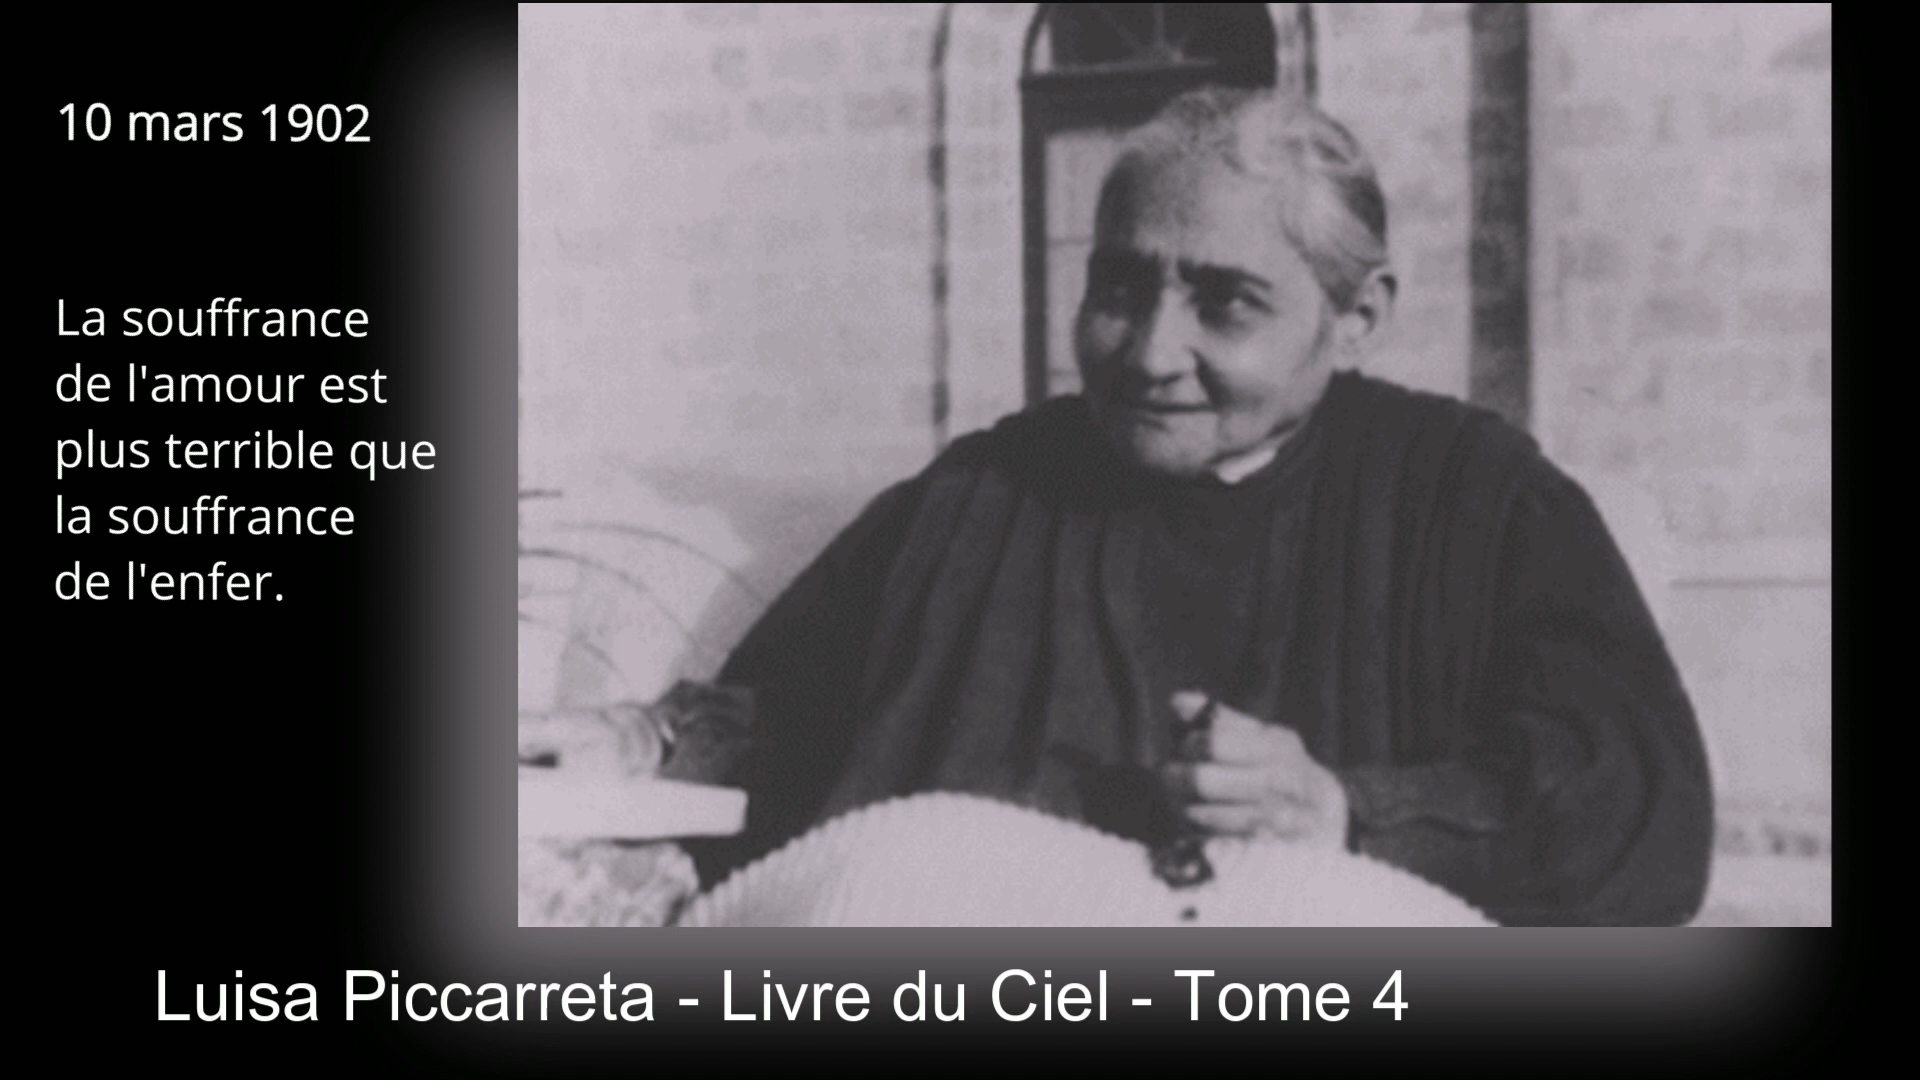 10 mars 1902
La souffrance
de l'amour est
plus terrible que
la souffrance
de l'enfer.
Luisa Piccarreta - Livre du Ciel - Tome 4